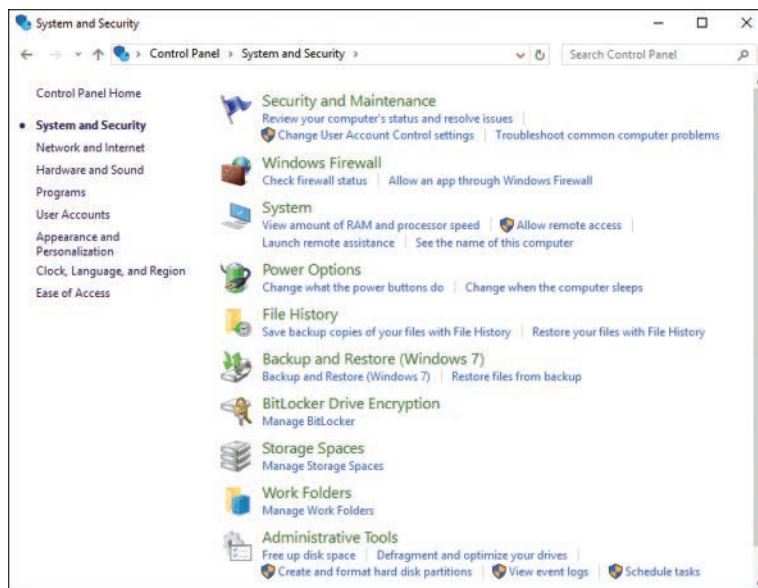 System and Security
Control Panel > System and Security >
Search Control Panel
Control Panel Home
System and Security
Network and Internet
Hardware and Sound
Programs
User Accounts
Appearance and
Personalization
Clock, Language, and Region
Ease of Access
Security and Maintenance
Review your computer's status and resolve issues
Change User Account Control settings
Troubleshoot common computer problems
Windows Firewall
Check firewall status
Allow an app through Windows Firewall
System
View amount of RAM and processor speed
Allow remote access
Launch remote assistance
See the name of this computer
Power Options
Change what the power buttons do
Change when the computer sleeps
File History
Save backup copies of your files with File History
Restore your files with File History
Backup and Restore (Windows 7)
Backup and Restore (Windows 7)
Restore files from backup
BitLocker Drive Encryption
Manage BitLocker
Storage Spaces
Manage Storage Spaces
Work Folders
Manage Work Folders
Administrative Tools
Free up disk space
Defragment and optimize your drives
Create and format hard disk partitions
View event logs
Schedule tasks